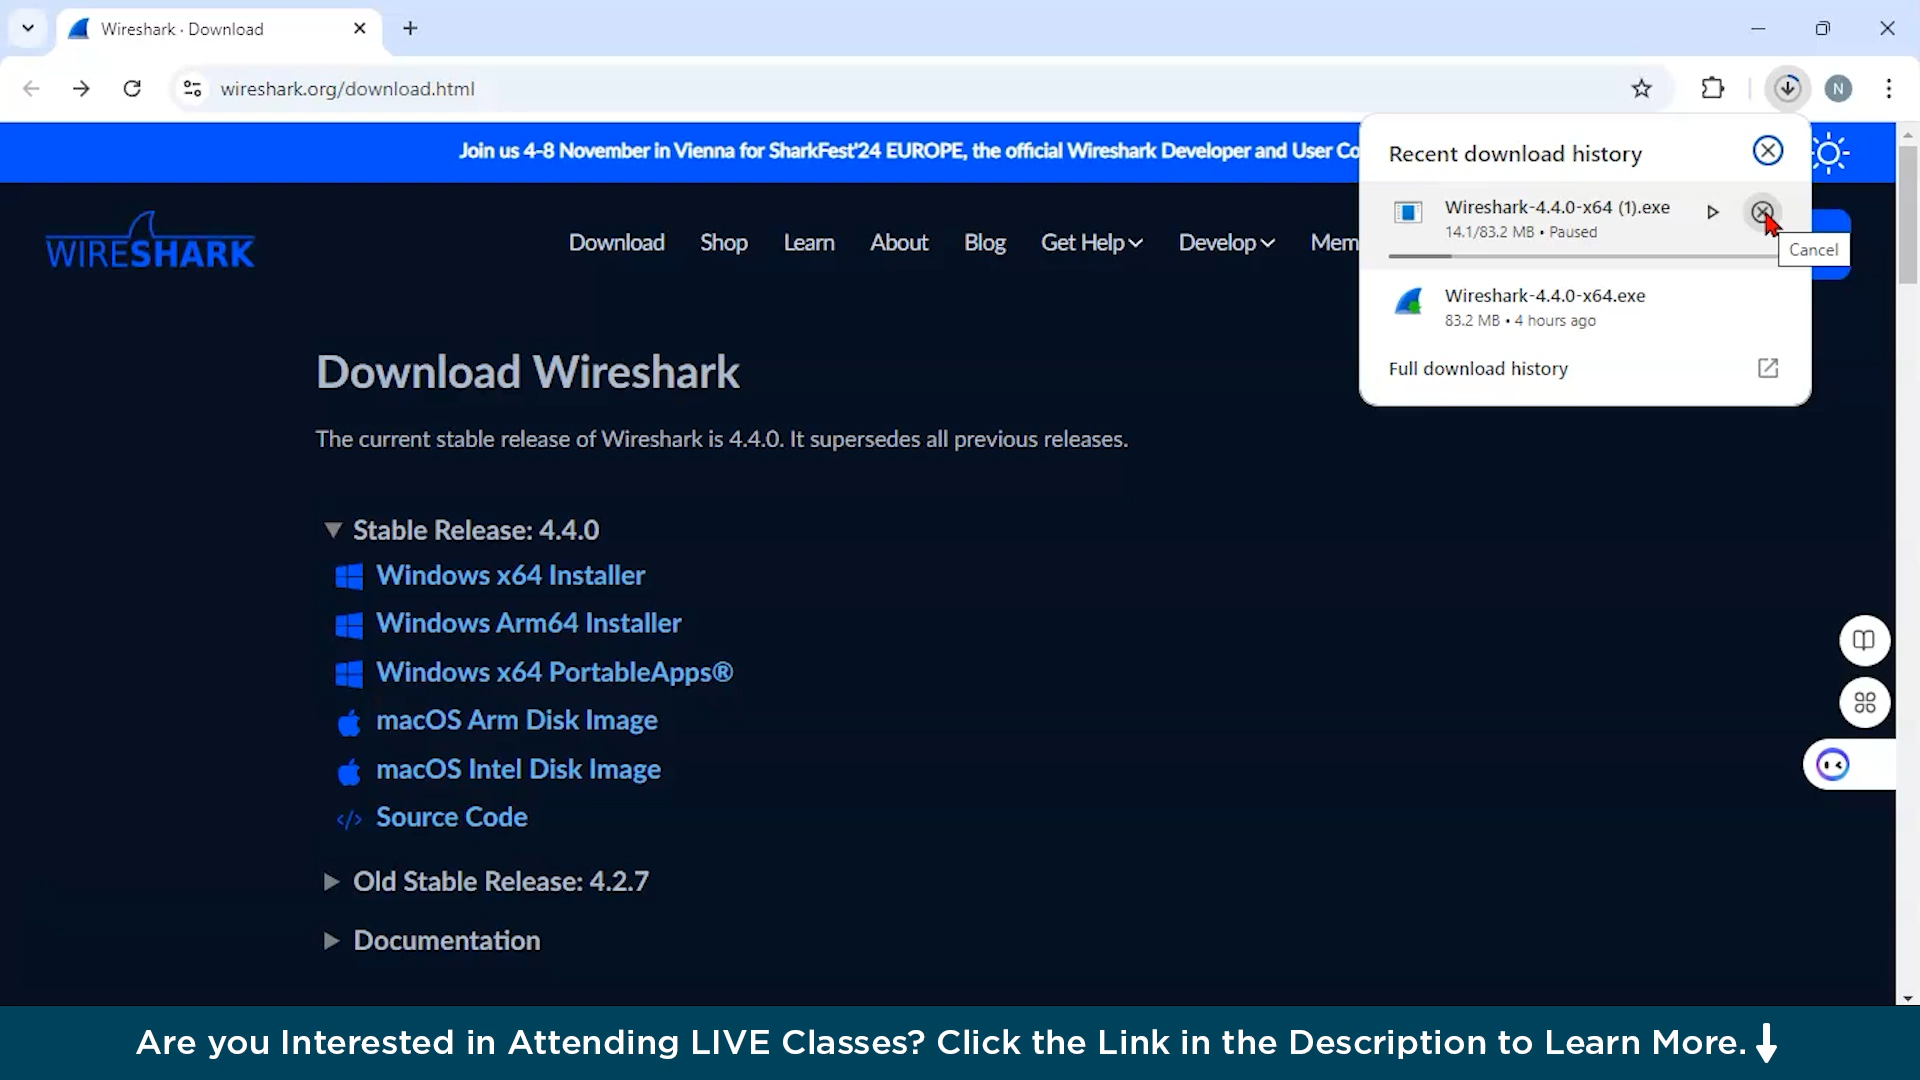 Wireshark · Download
wireshark.org/download.html
N
Join us 4-8 November in Vienna for SharkFest'24 EUROPE, the official Wireshark Developer and User Co
Recent download history
Wireshark-4.4.0-x64 (1).exe
14.1/83.2 MB • Paused
Cancel
Wireshark-4.4.0-x64.exe
83.2 MB • 4 hours ago
Full download history
WIRESHARK
Download Shop Learn About Blog Get Help Develop Mem
Download Wireshark
The current stable release of Wireshark is 4.4.0. It supersedes all previous releases.
Stable Release: 4.4.0
Windows x64 Installer
Windows Arm64 Installer
Windows x64 PortableApps®
macOS Arm Disk Image
macOS Intel Disk Image
</> Source Code
Old Stable Release: 4.2.7
Documentation
Are you Interested in Attending LIVE Classes? Click the Link in the Description to Learn More.